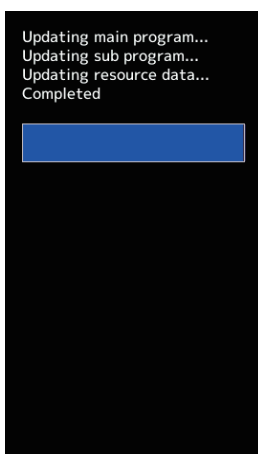 Updating main program...
Updating sub program...
Updating resource data...
Completed